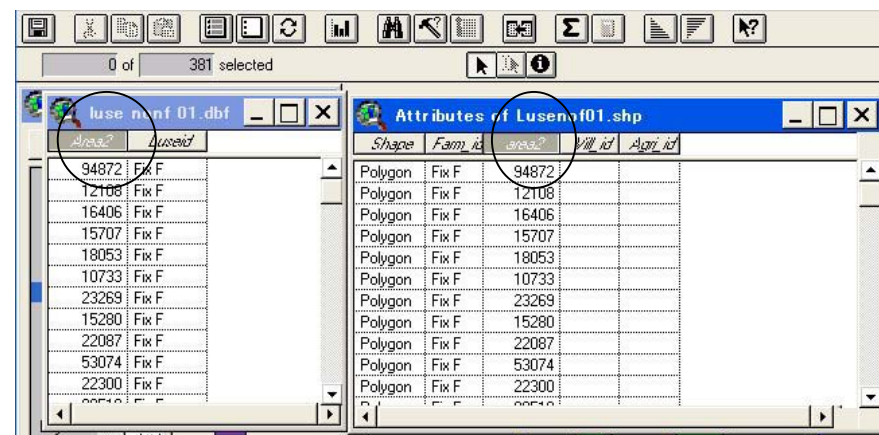 0 of 381 selected
luse nonf 01.dbf
Area2 Luseid
94872 Fix F
12108 Fix F
16406 Fix F
15707 Fix F
18053 Fix F
10733 Fix F
23269 Fix F
15280 Fix F
22087 Fix F
53074 Fix F
22300 Fix F
Attributes of Lusenof01.shp
Shape Fam_id area2 Vill_id Agri_id
Polygon Fix F 94872
Polygon Fix F 12108
Polygon Fix F 16406
Polygon Fix F 15707
Polygon Fix F 18053
Polygon Fix F 10733
Polygon Fix F 23269
Polygon Fix F 15280
Polygon Fix F 22087
Polygon Fix F 53074
Polygon Fix F 22300